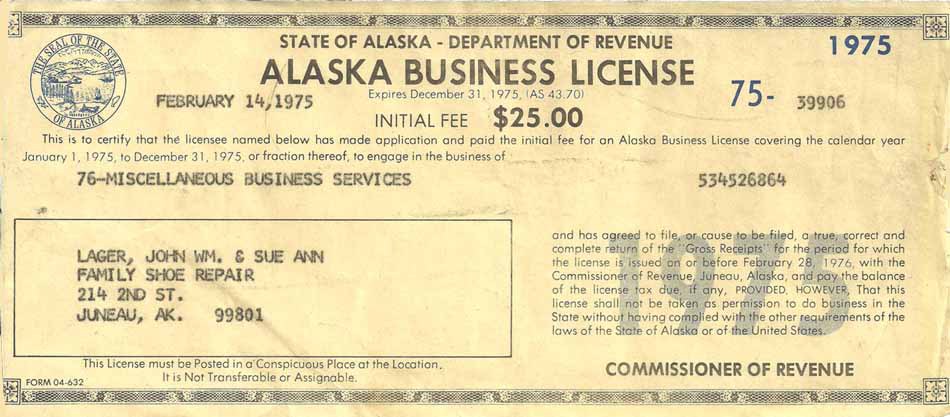 STATE OF ALASKA - DEPARTMENT OF REVENUE
1975
ALASKA BUSINESS LICENSE
THE SEAL OF THE STATE OF ALASKA
FEBRUARY 14,1975
Expires December 31, 1975, (AS 43.70)
75- 39906
INITIAL FEE $25.00
This is to certify that the licensee named below has made application and paid the initial fee for an Alaska Business License covering the calendar year
January 1, 1975, to December 31, 1975, or fraction thereof, to engage in the business of
76-MISCELLANEOUS BUSINESS SERVICES 534526864
LAGER, JOHN WM. & SUE ANN
FAMILY SHOE REPAIR
214 2ND ST.
JUNEAU, AK. 99801
1975
and has agreed to file, or cause to be filed, a true, correct and
complete return of the "Gross Receipts" for the period for which
the license is issued on or before February 28, 1976, with the
Commissioner of Revenue, Juneau, Alaska, and pay the balance
of the license tax due, if any, PROVIDED, HOWEVER, That this
license shall not be taken as permission to do business in the
State without having complied with the other requirements of the
laws of the State of Alaska or of the United States.
This License must be Posted in a Conspicuous Place at the Location.
It is Not Transferable or Assignable.
COMMISSIONER OF REVENUE
FORM 04-632